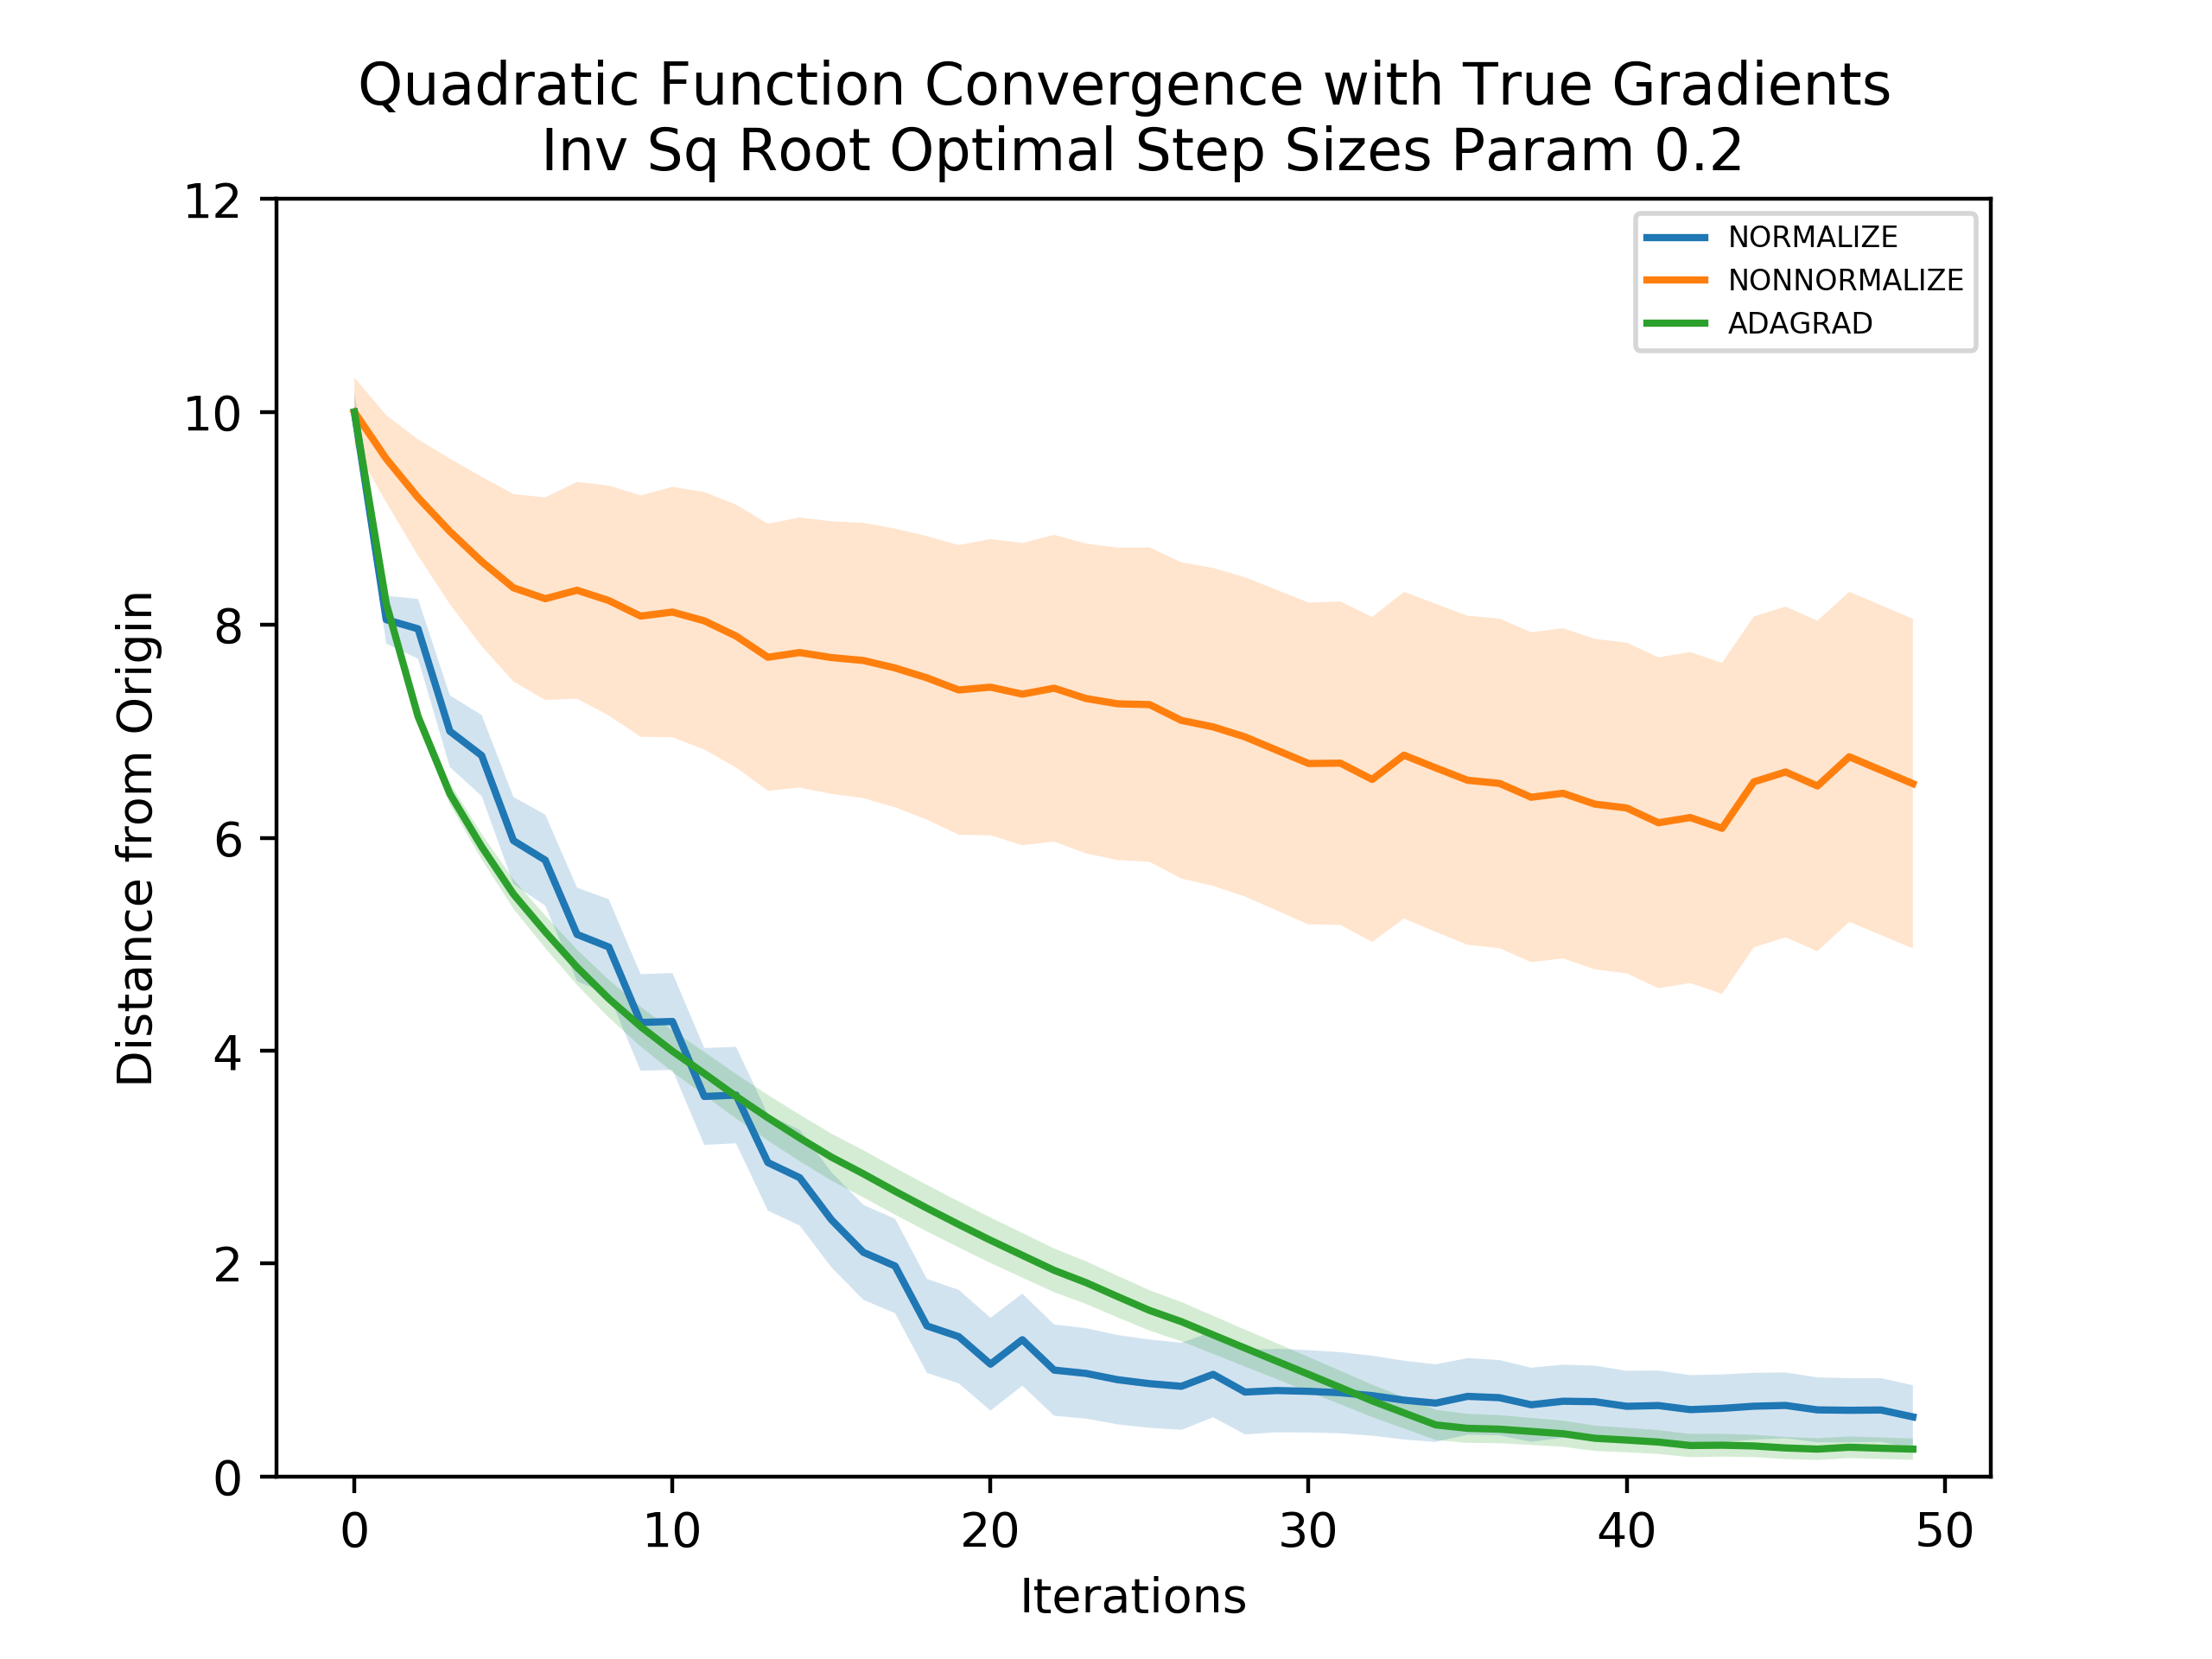 Quadratic Function Convergence with True Gradients
Inv Sq Root Optimal Step Sizes Param 0.2
NORMALIZE
NONNORMALIZE
ADAGRAD
Distance from Origin
12
10
8
6
4
2
0
0 10 20 30 40 50
Iterations